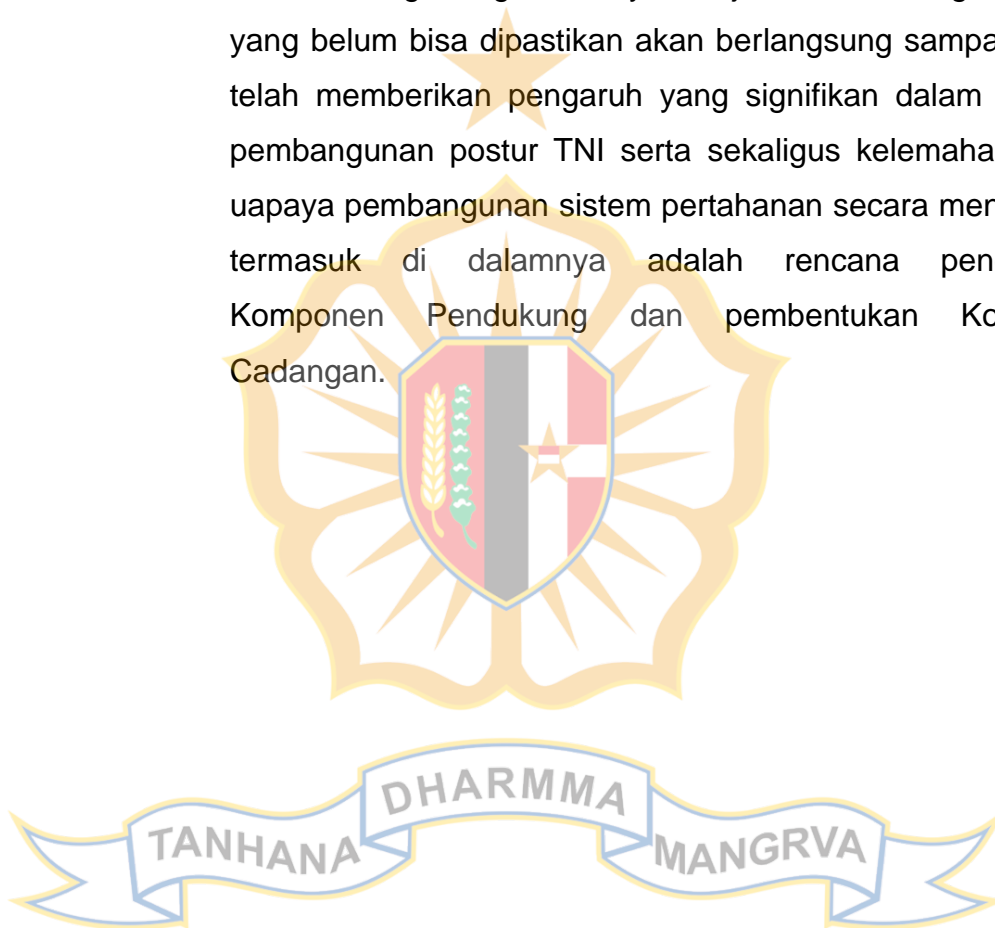 yang belum bisa dipastikan akan berlangsung sampa
telah memberikan pengaruh yang signifikan dalam
pembangunan postur TNI serta sekaligus kelemaha
uapaya pembangunan sistem pertahanan secara men
termasuk di dalamnya adalah rencana pen
Komponen Pendukung dan pembentukan Ko
Cadangan.
TANHANA DHARMMA MANGRVA